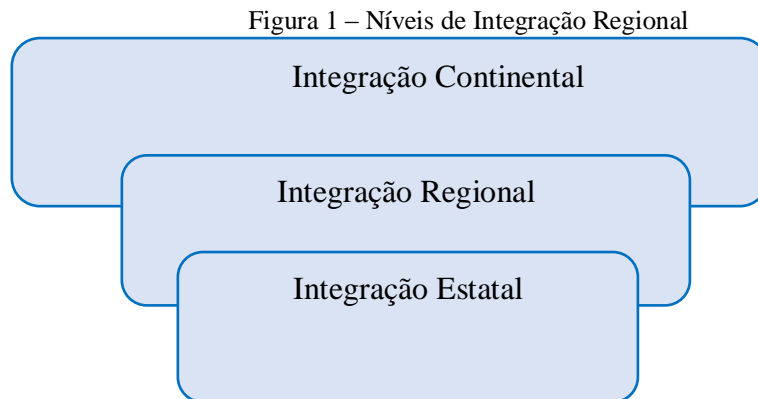 Figura 1 – Níveis de Integração Regional
Integração Continental
Integração Regional
Integração Estatal